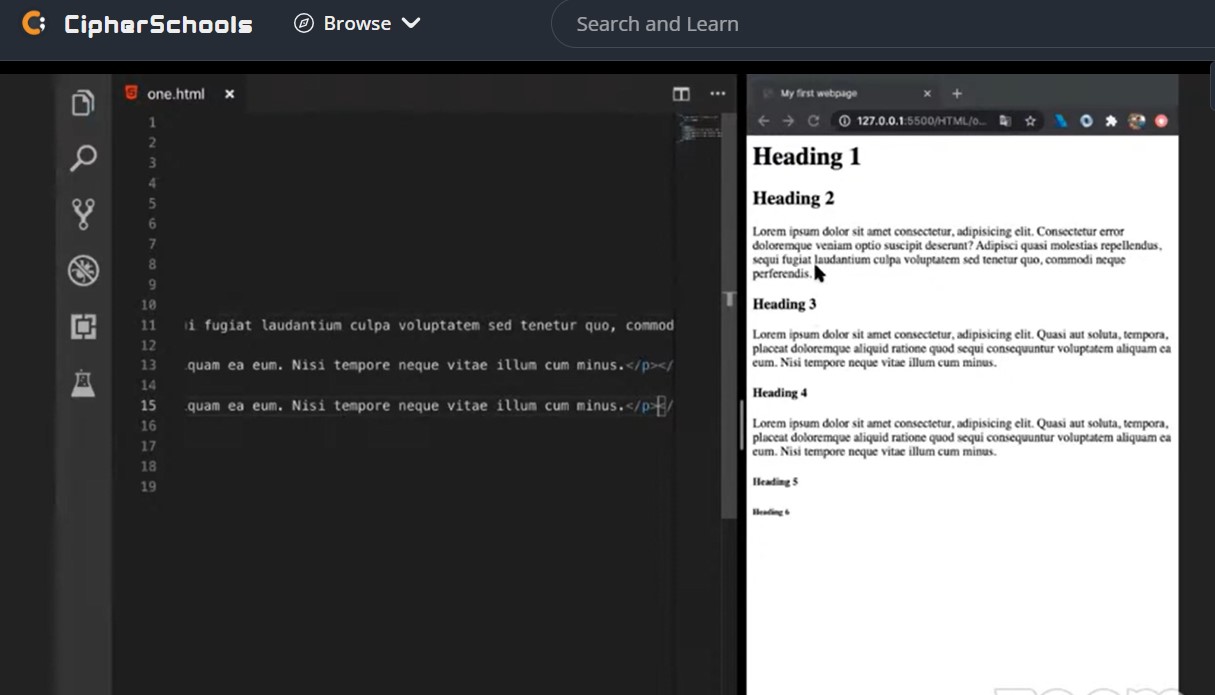 CipherSchools
Browse
Search and Learn
one.html
1
2
3
4
5
6
7
8
9
10
11 i fugiat laudantium culpa voluptatem sed tenetur quo, commod
12
13 quam ea eum. Nisi tempore neque vitae illum cum minus.</p></
14
15 quam ea eum. Nisi tempore neque vitae illum cum minus.</p></
16
17
18
19
My first webpage
127.0.0.1:5500/HTML/o...
Heading 1
Heading 2
Lorem ipsum dolor sit amet consectetur, adipisicing elit. Consectetur error
doloremque veniam optio suscipit deserunt? Adipisci quasi molestias repellendus,
sequi fugiat laudantium culpa voluptatem sed tenetur quo, commodi neque
perferendis.
Heading 3
Lorem ipsum dolor sit amet consectetur, adipisicing elit. Quasi aut soluta, tempora,
placeat doloremque aliquid ratione quod sequi consequuntur voluptatem aliquam ea
eum. Nisi tempore neque vitae illum cum minus.
Heading 4
Lorem ipsum dolor sit amet consectetur, adipisicing elit. Quasi aut soluta, tempora,
placeat doloremque aliquid ratione quod sequi consequuntur voluptatem aliquam ea
eum. Nisi tempore neque vitae illum cum minus.
Heading 5
Heading 6